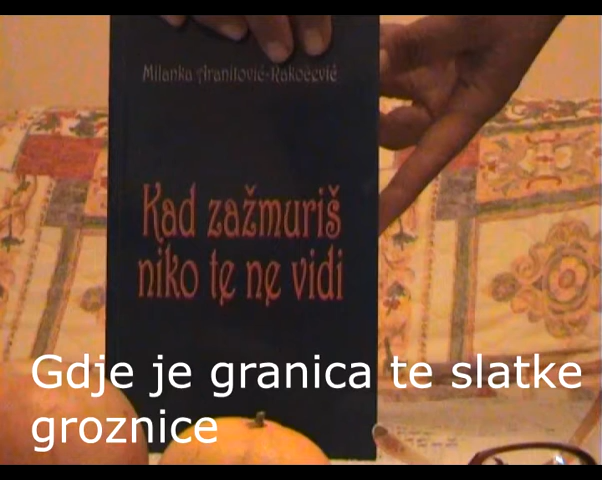 Milanka Aranitović-Rakočević
Kad zažmuriš
niko te ne vidi
Gdje je granica te slatke
groznice